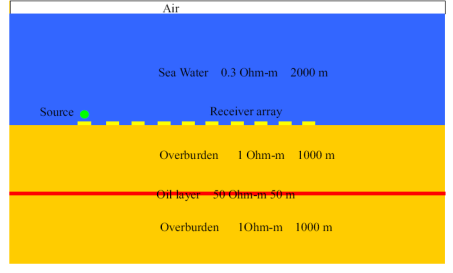 Air
Sea Water 0.3 Ohm-m 2000 m
Source
Receiver array
Overburden 1 Ohm-m 1000 m
Oil layer 50 Ohm-m 50 m
Overburden 1Ohm-m 1000 m